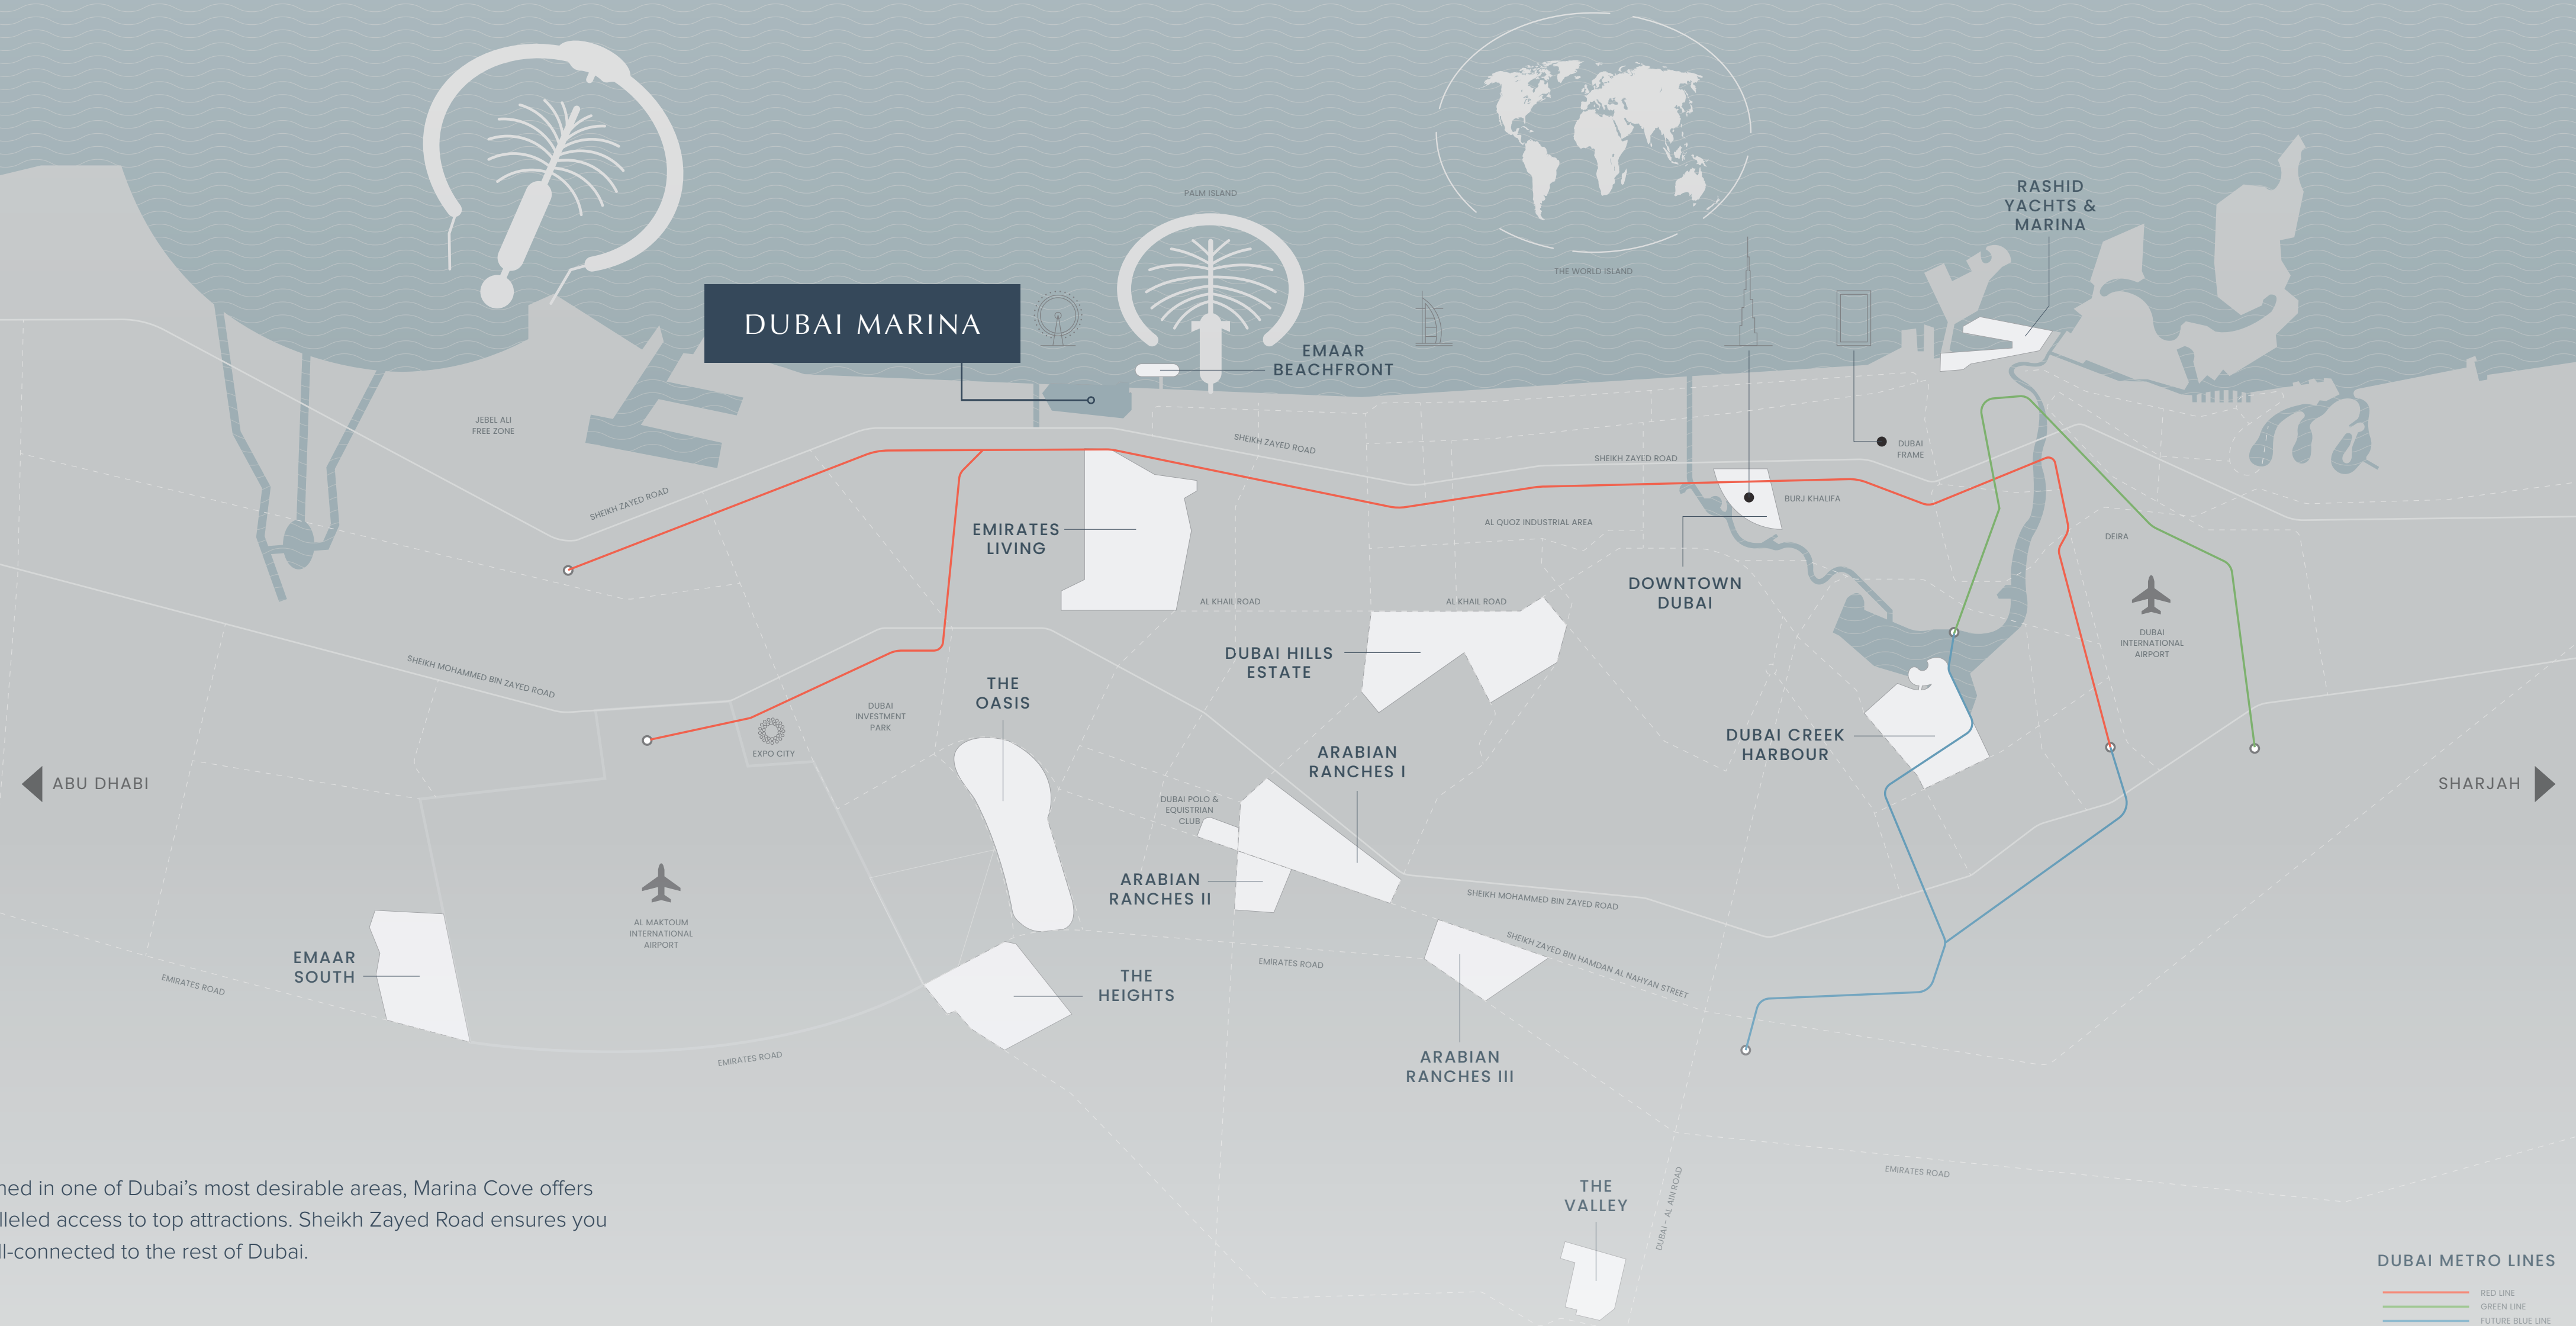 PALM ISLAND
THE WORLD ISLAND
RASHID
YACHTS &
MARINA
DUBAI MARINA
EMAAR
BEACHFRONT
JEBEL ALI
FREE ZONE
SHEIKH ZAYED ROAD
SHEIKH ZAYED ROAD
SHEIKH ZAYED ROAD
DUBAI
FRAME
BURJ KHALIFA
EMIRATES
LIVING
AL QUOZ INDUSTRIAL AREA
DEIRA
DOWNTOWN
DUBAI
AL KHAIL ROAD
AL KHAIL ROAD
DUBAI
INTERNATIONAL
AIRPORT
DUBAI HILLS
ESTATE
SHEIKH MOHAMMED BIN ZAYED ROAD
THE
OASIS
DUBAI
INVESTMENT
PARK
EXPO CITY
DUBAI CREEK
HARBOUR
ARABIAN
RANCHES I
ABU DHABI
SHARJAH
DUBAI POLO &
EQUISTRIAN
CLUB
ARABIAN
RANCHES II
SHEIKH MOHAMMED BIN ZAYED ROAD
AL MAKTOUM
INTERNATIONAL
AIRPORT
EMAAR
SOUTH
EMIRATES ROAD
EMIRATES ROAD
SHEIKH ZAYED BIN HAMDAN AL NAHYAN STREET
THE
HEIGHTS
EMIRATES ROAD
ARABIAN
RANCHES III
EMIRATES ROAD
THE
VALLEY
DUBAI - AL AIN ROAD
ned in one of Dubai’s most desirable areas, Marina Cove offers
lleled access to top attractions. Sheikh Zayed Road ensures you
ll-connected to the rest of Dubai.
DUBAI METRO LINES
RED LINE
GREEN LINE
FUTURE BLUE LINE